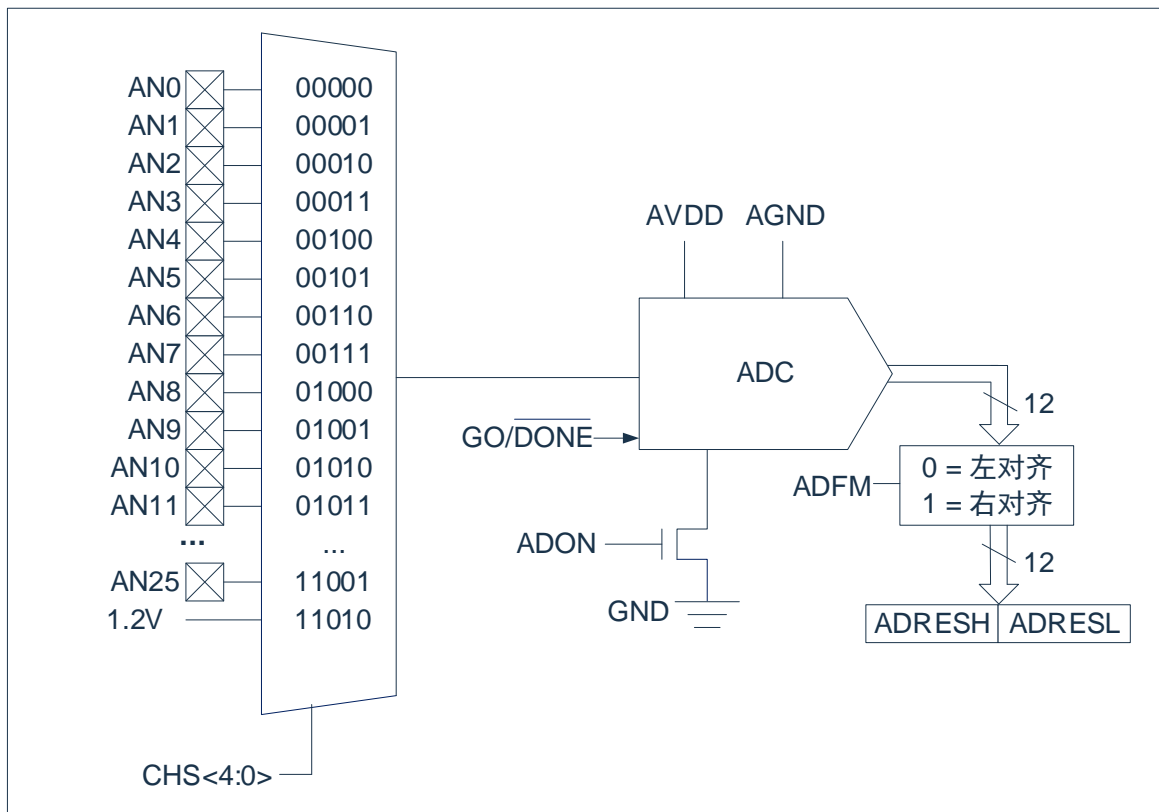 AN0 00000
AN1 00001
AN2 00010
AN3 00011
AN4 00100
AN5 00101
AN6 00110
AN7 00111
AN8 01000
AN9 01001
AN10 01010
AN11 01011
... ...
AN25 11001
1.2V 11010
CHS<4:0>
AVDD AGND
ADC
GO/DONE
ADON
GND
12
ADFM
0 = 左对齐
1 = 右对齐
12
ADRESH ADRESL